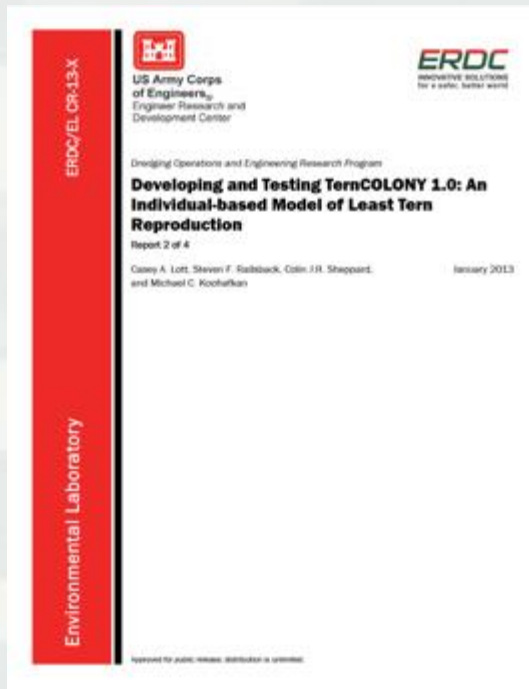 ERDC/EL CR-13-X
US Army Corps
of Engineers®
Engineer Research and
Development Center
ERDC
INNOVATIVE SOLUTIONS
for a safer, better world
Dredging Operations and Engineering Research Program
Developing and Testing TernCOLONY 1.0: An
Individual-based Model of Least Tern
Reproduction
Report 2 of 4
Casey A. Lott, Steven F. Railsback, Colin J.R. Sheppard,
and Michael C. Koohafkan
January 2013
Environmental Laboratory
Approved for public release; distribution is unlimited.